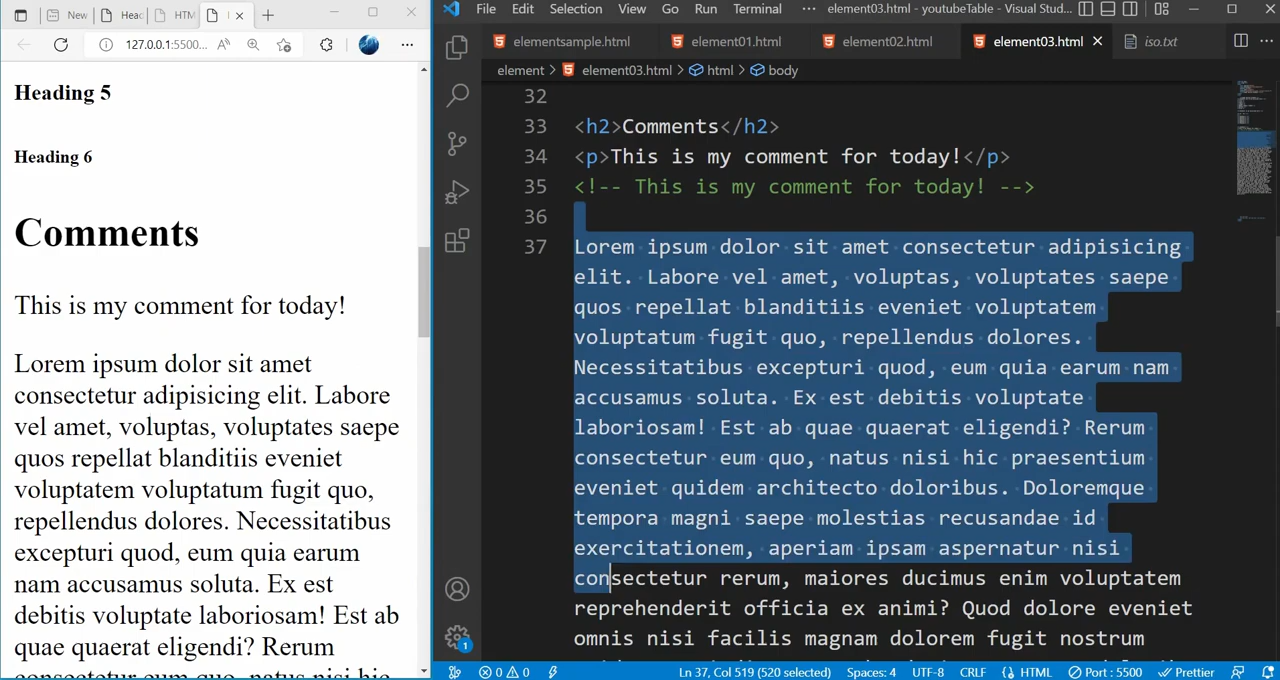 New
Head
HTM
127.0.0.1:5500...
Heading 5
Heading 6
Comments
This is my comment for today!
Lorem ipsum dolor sit amet
consectetur adipisicing elit. Labore
vel amet, voluptas, voluptates saepe
quos repellat blanditiis eveniet
voluptatem voluptatum fugit quo,
repellendus dolores. Necessitatibus
excepturi quod, eum quia earum
nam accusamus soluta. Ex est
debitis voluptate laboriosam! Est ab
quae quaerat eligendi? Rerum
consectetur eum quo, natus nisi hic
File Edit Selection View Go Run Terminal ··· element03.html - youtubeTable - Visual Stud...
elementsample.html element01.html element02.html element03.html iso.txt
element > element03.html > html > body
32
33 <h2>Comments</h2>
34 <p>This is my comment for today!</p>
35 <!-- This is my comment for today! -->
36
37 Lorem ipsum dolor sit amet consectetur adipisicing
elit. Labore vel amet, voluptas, voluptates saepe
quos repellat blanditiis eveniet voluptatem
voluptatum fugit quo, repellendus dolores.
Necessitatibus excepturi quod, eum quia earum nam
accusamus soluta. Ex est debitis voluptate
laboriosam! Est ab quae quaerat eligendi? Rerum
consectetur eum quo, natus nisi hic praesentium
eveniet quidem architecto doloribus. Doloremque
tempora magni saepe molestias recusandae id
exercitationem, aperiam ipsam aspernatur nisi
consectetur rerum, maiores ducimus enim voluptatem
reprehenderit officia ex animi? Quod dolore eveniet
omnis nisi facilis magnam dolorem fugit nostrum
1
0 0 Ln 37, Col 519 (520 selected) Spaces: 4 UTF-8 CRLF HTML Port : 5500 Prettier